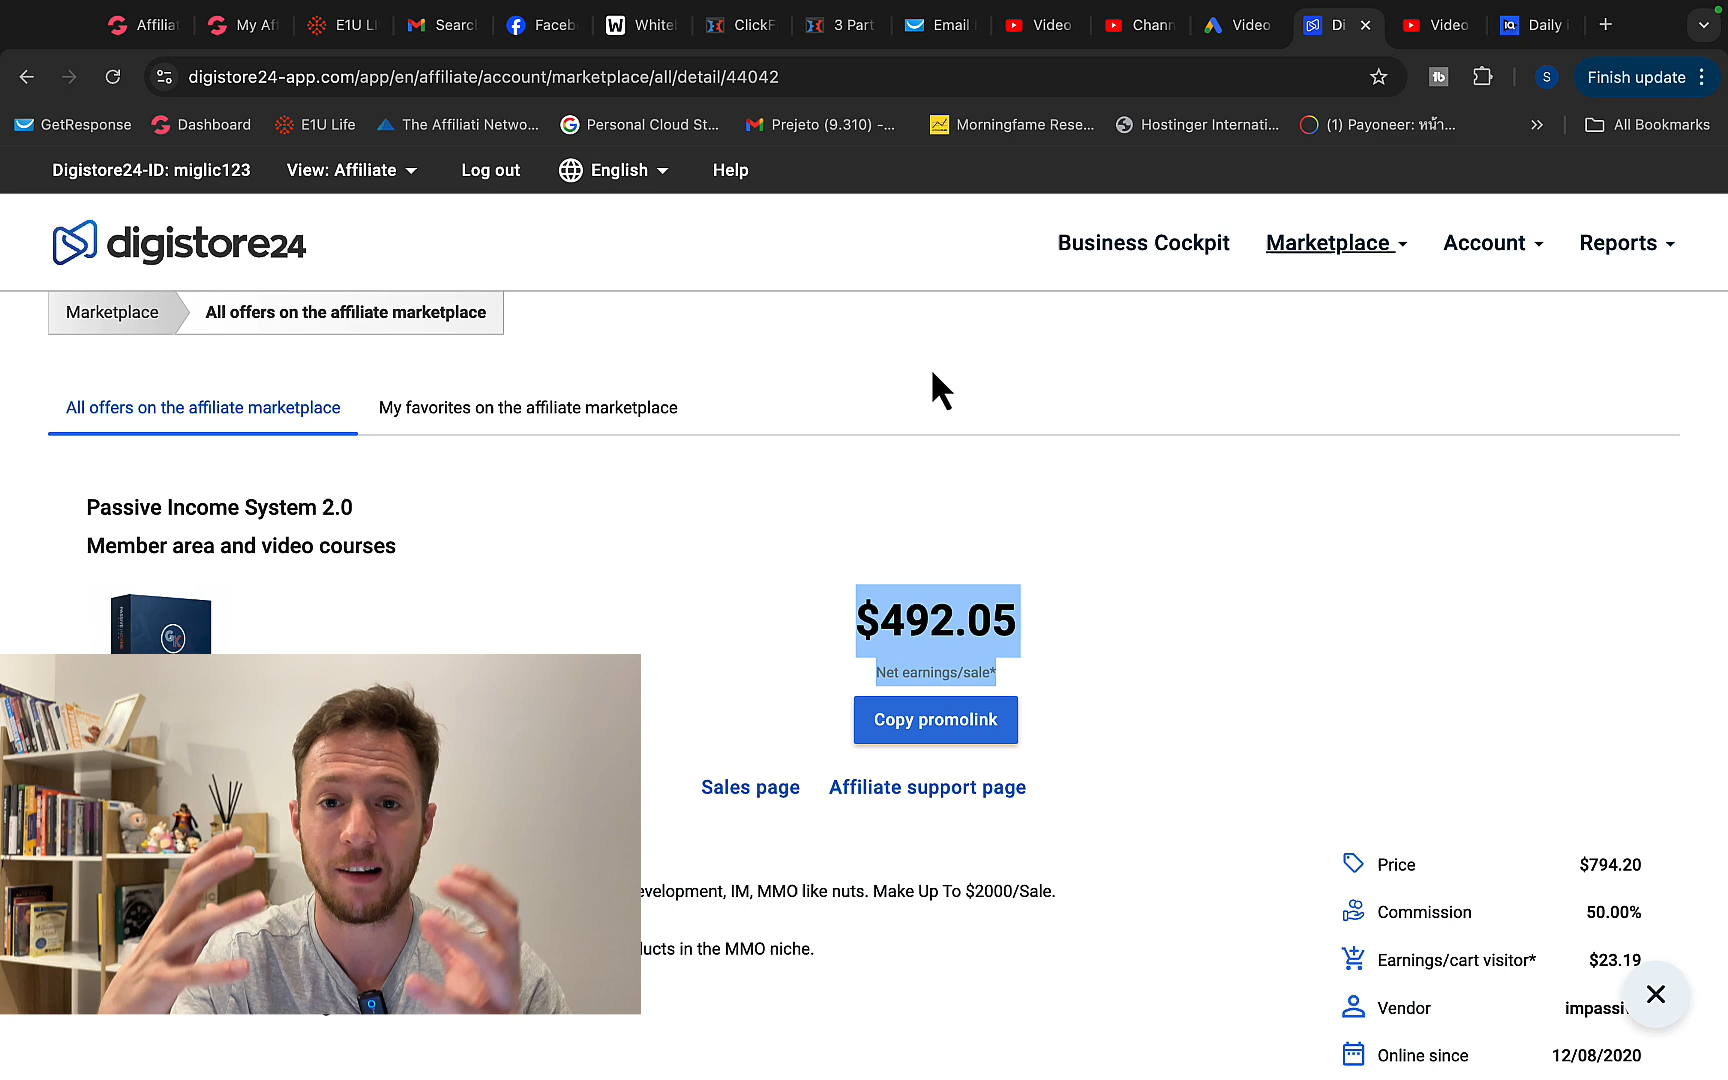 Affiliat
My Aff
E1U LI
Search
Faceb
White
ClickF
3 Part
Email
Video
Chann
Video
Di
Video
Daily
digistore24-app.com/app/en/affiliate/account/marketplace/all/detail/44042
S
Finish update
GetResponse
Dashboard
E1U Life
The Affiliati Netwo...
Personal Cloud St...
Prejeto (9.310) -...
Morningfame Rese...
Hostinger Internati...
(1) Payoneer: หน้า...
All Bookmarks
Digistore24-ID: miglic123
View: Affiliate
Log out
English
Help
digistore24
Business Cockpit
Marketplace
Account
Reports
Marketplace
All offers on the affiliate marketplace
All offers on the affiliate marketplace
My favorites on the affiliate marketplace
Passive Income System 2.0
Member area and video courses
$492.05
Net earnings/sale*
Copy promolink
Sales page
Affiliate support page
evelopment, IM, MMO like nuts. Make Up To $2000/Sale.
ducts in the MMO niche.
Price $794.20
Commission 50.00%
Earnings/cart visitor* $23.19
Vendor impassi
Online since 12/08/2020